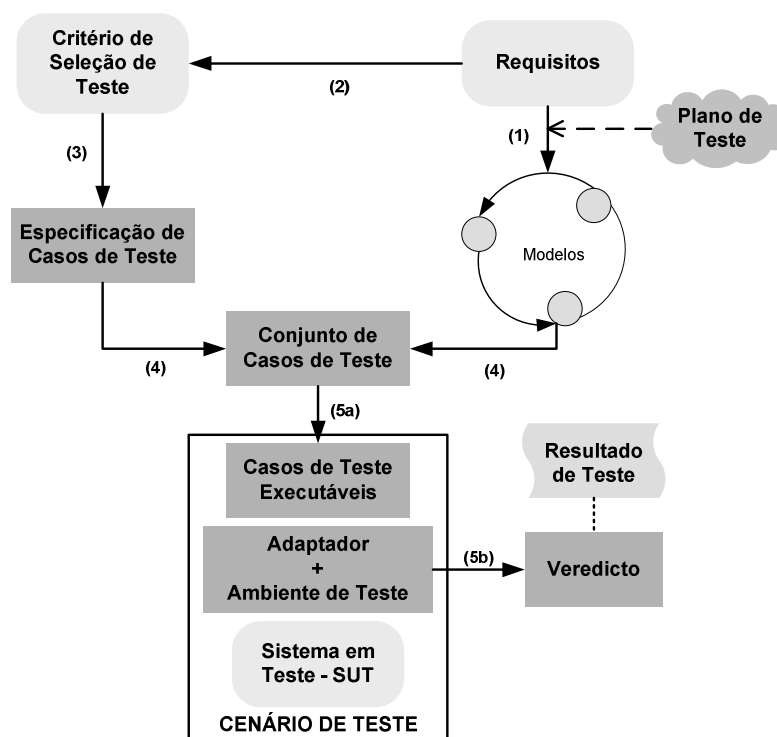 Critério de
Seleção de
Teste
(2)
Requisitos
(1)
Plano de
Teste
(3)
Especificação de
Casos de Teste
Modelos
(4)
Conjunto de
Casos de Teste
(4)
(5a)
Casos de Teste
Executáveis
Resultado
de Teste
Adaptador
+
Ambiente de Teste
(5b)
Veredicto
Sistema em
Teste - SUT
CENÁRIO DE TESTE